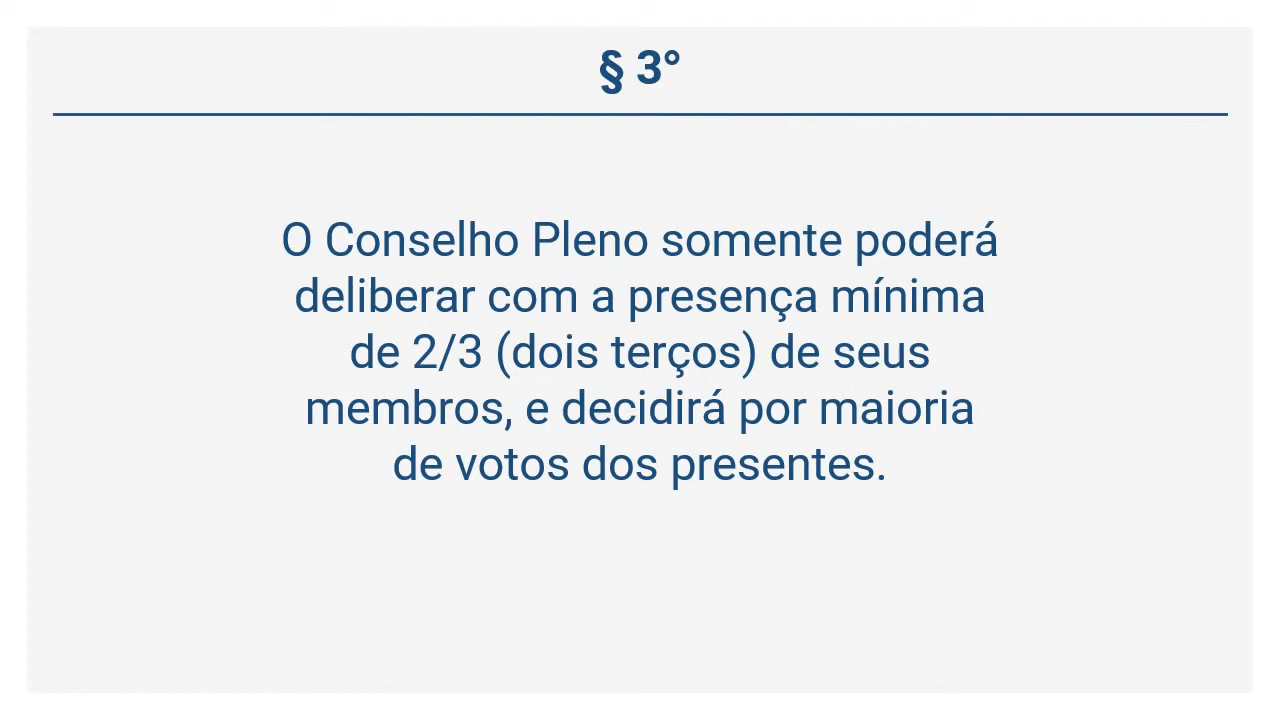 § 3°
O Conselho Pleno somente poderá
deliberar com a presença mínima
de 2/3 (dois terços) de seus
membros, e decidirá por maioria
de votos dos presentes.